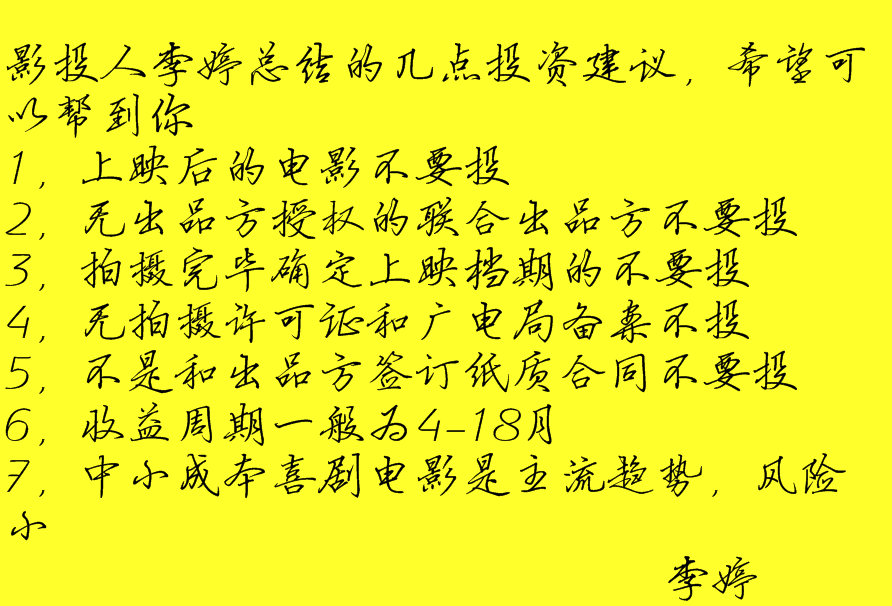 影投人李婷总结的几点投资建议，希望可
以帮到你
1，上映后的电影不要投
2，无出品方授权的联合出品方不要投
3，拍摄完毕确定上映档期的不要投
4，无拍摄许可证和广电局备案不投
5，不是和出品方签订纸质合同不要投
6，收益周期一般为4-18月
7，中小成本喜剧电影是主流趋势，风险
小
李婷